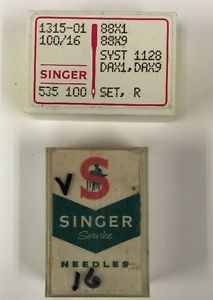 1315-01 88X1
100/16 88X9
SYST 1128
SINGER DAX1, DAX9
535 100 SET, R
V S
SINGER
Service
NEEDLES
16